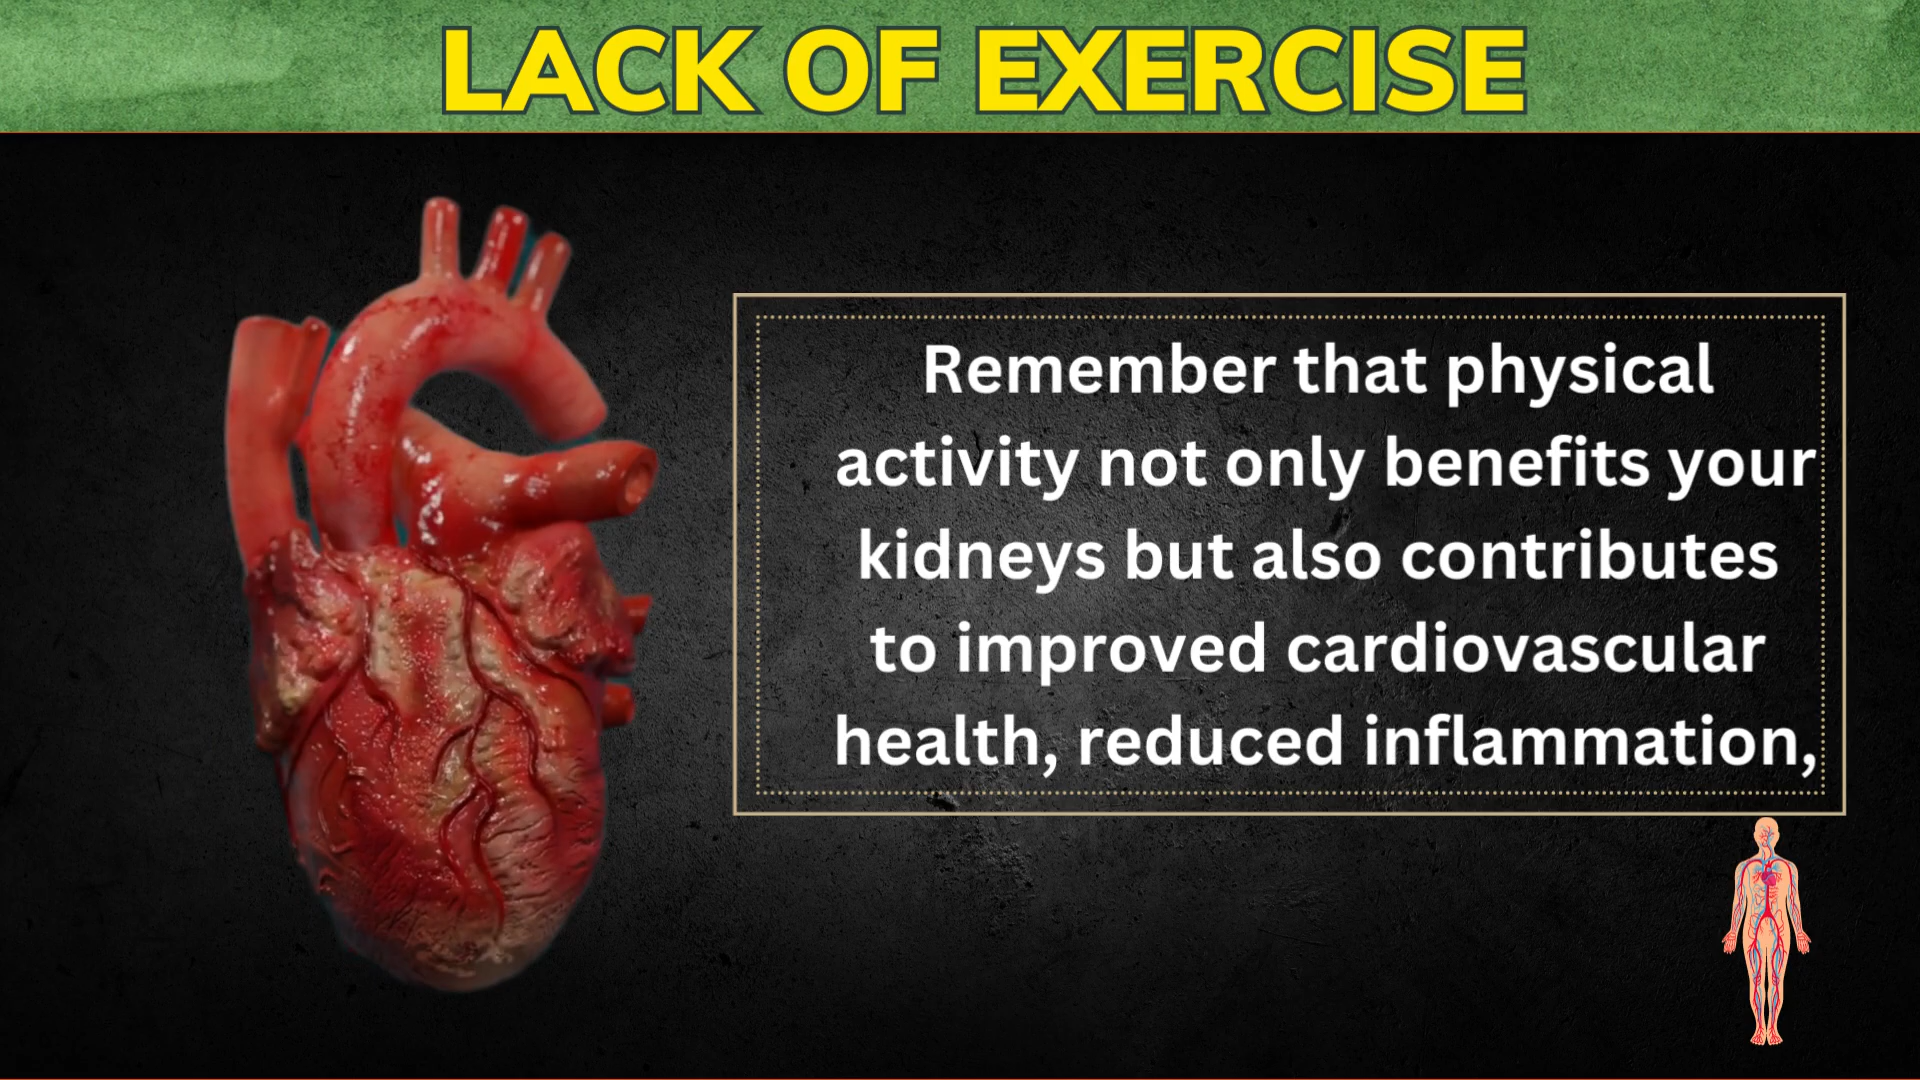 LACK OF EXERCISE
Remember that physical
activity not only benefits your
kidneys but also contributes
to improved cardiovascular
health, reduced inflammation,